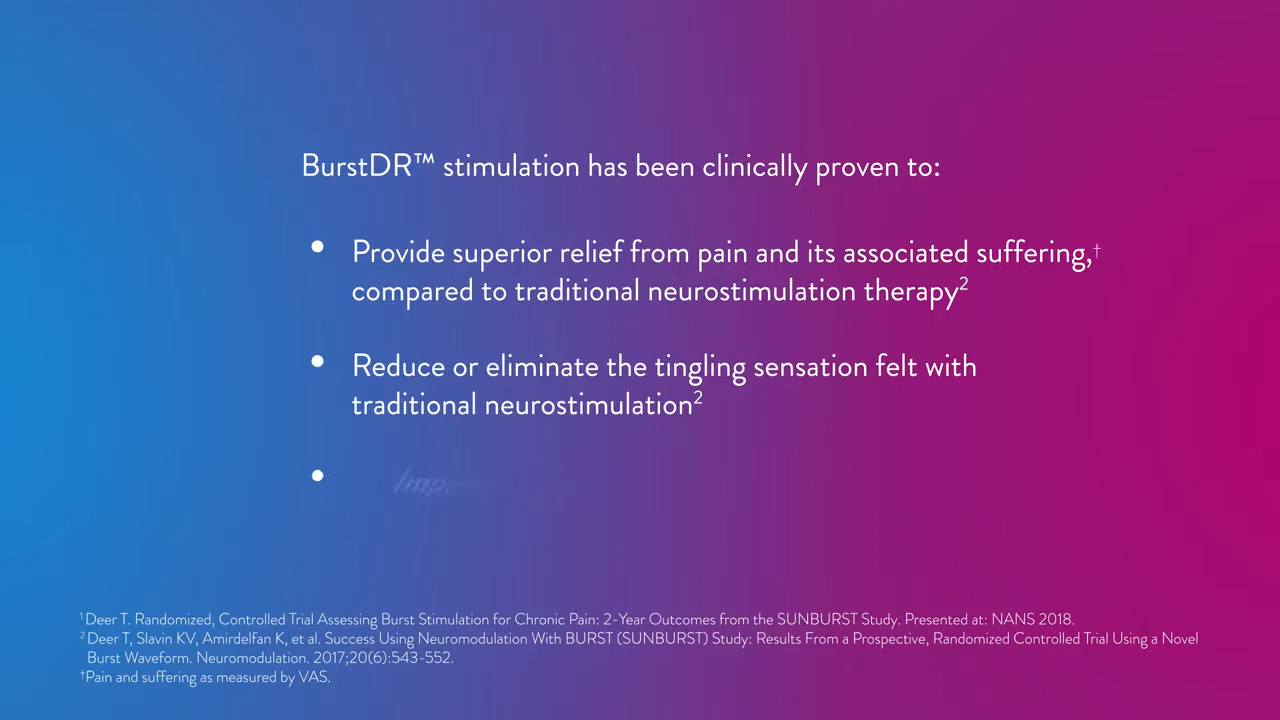 BurstDR™ stimulation has been clinically proven to:
• Provide superior relief from pain and its associated suffering,†
compared to traditional neurostimulation therapy2
• Reduce or eliminate the tingling sensation felt with
traditional neurostimulation2
•
1 Deer T. Randomized, Controlled Trial Assessing Burst Stimulation for Chronic Pain: 2-Year Outcomes from the SUNBURST Study. Presented at: NANS 2018.
2 Deer T, Slavin KV, Amirdelfan K, et al. Success Using Neuromodulation With BURST (SUNBURST) Study: Results From a Prospective, Randomized Controlled Trial Using a Novel
Burst Waveform. Neuromodulation. 2017;20(6):543-552.
†Pain and suffering as measured by VAS.